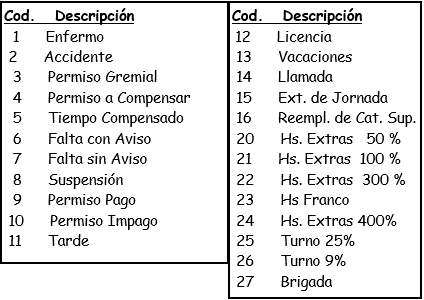 Cod. Descripción
1 Enfermo
2 Accidente
3 Permiso Gremial
4 Permiso a Compensar
5 Tiempo Compensado
6 Falta con Aviso
7 Falta sin Aviso
8 Suspensión
9 Permiso Pago
10 Permiso Impago
11 Tarde
Cod. Descripción
12 Licencia
13 Vacaciones
14 Llamada
15 Ext. de Jornada
16 Reempl. de Cat. Sup.
20 Hs. Extras 50 %
21 Hs. Extras 100 %
22 Hs. Extras 300 %
23 Hs Franco
24 Hs. Extras 400%
25 Turno 25%
26 Turno 9%
27 Brigada